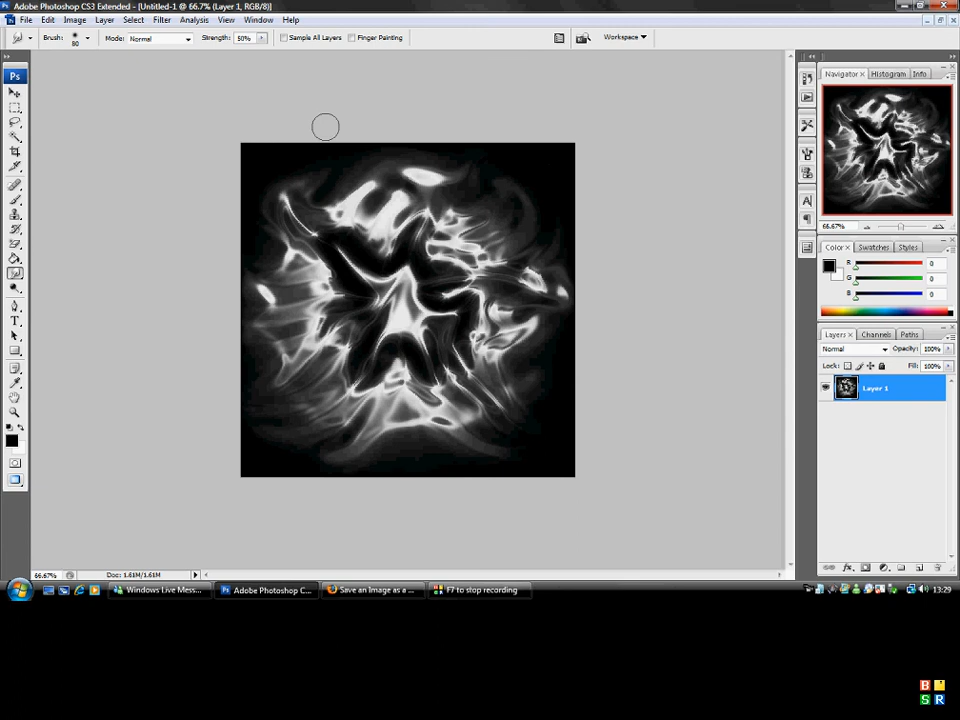 Adobe Photoshop CS3 Extended - [Untitled-1 @ 66.7% (Layer 1, RGB/8)]
File Edit Image Layer Select Filter Analysis View Window Help
Brush: 80 Mode: Normal Strength: 50% Sample All Layers Finger Painting Workspace
Ps
Navigator x Histogram Info
66.67%
Color x Swatches Styles
R 0
G 0
B 0
Layers x Channels Paths
Normal Opacity: 100%
Lock: Fill: 100%
Layer 1
T
A
66.67% Doc: 1.61M/1.61M
Windows Live Mess... Adobe Photoshop C... Save an Image as a ... F7 to stop recording 13:29
B
S R